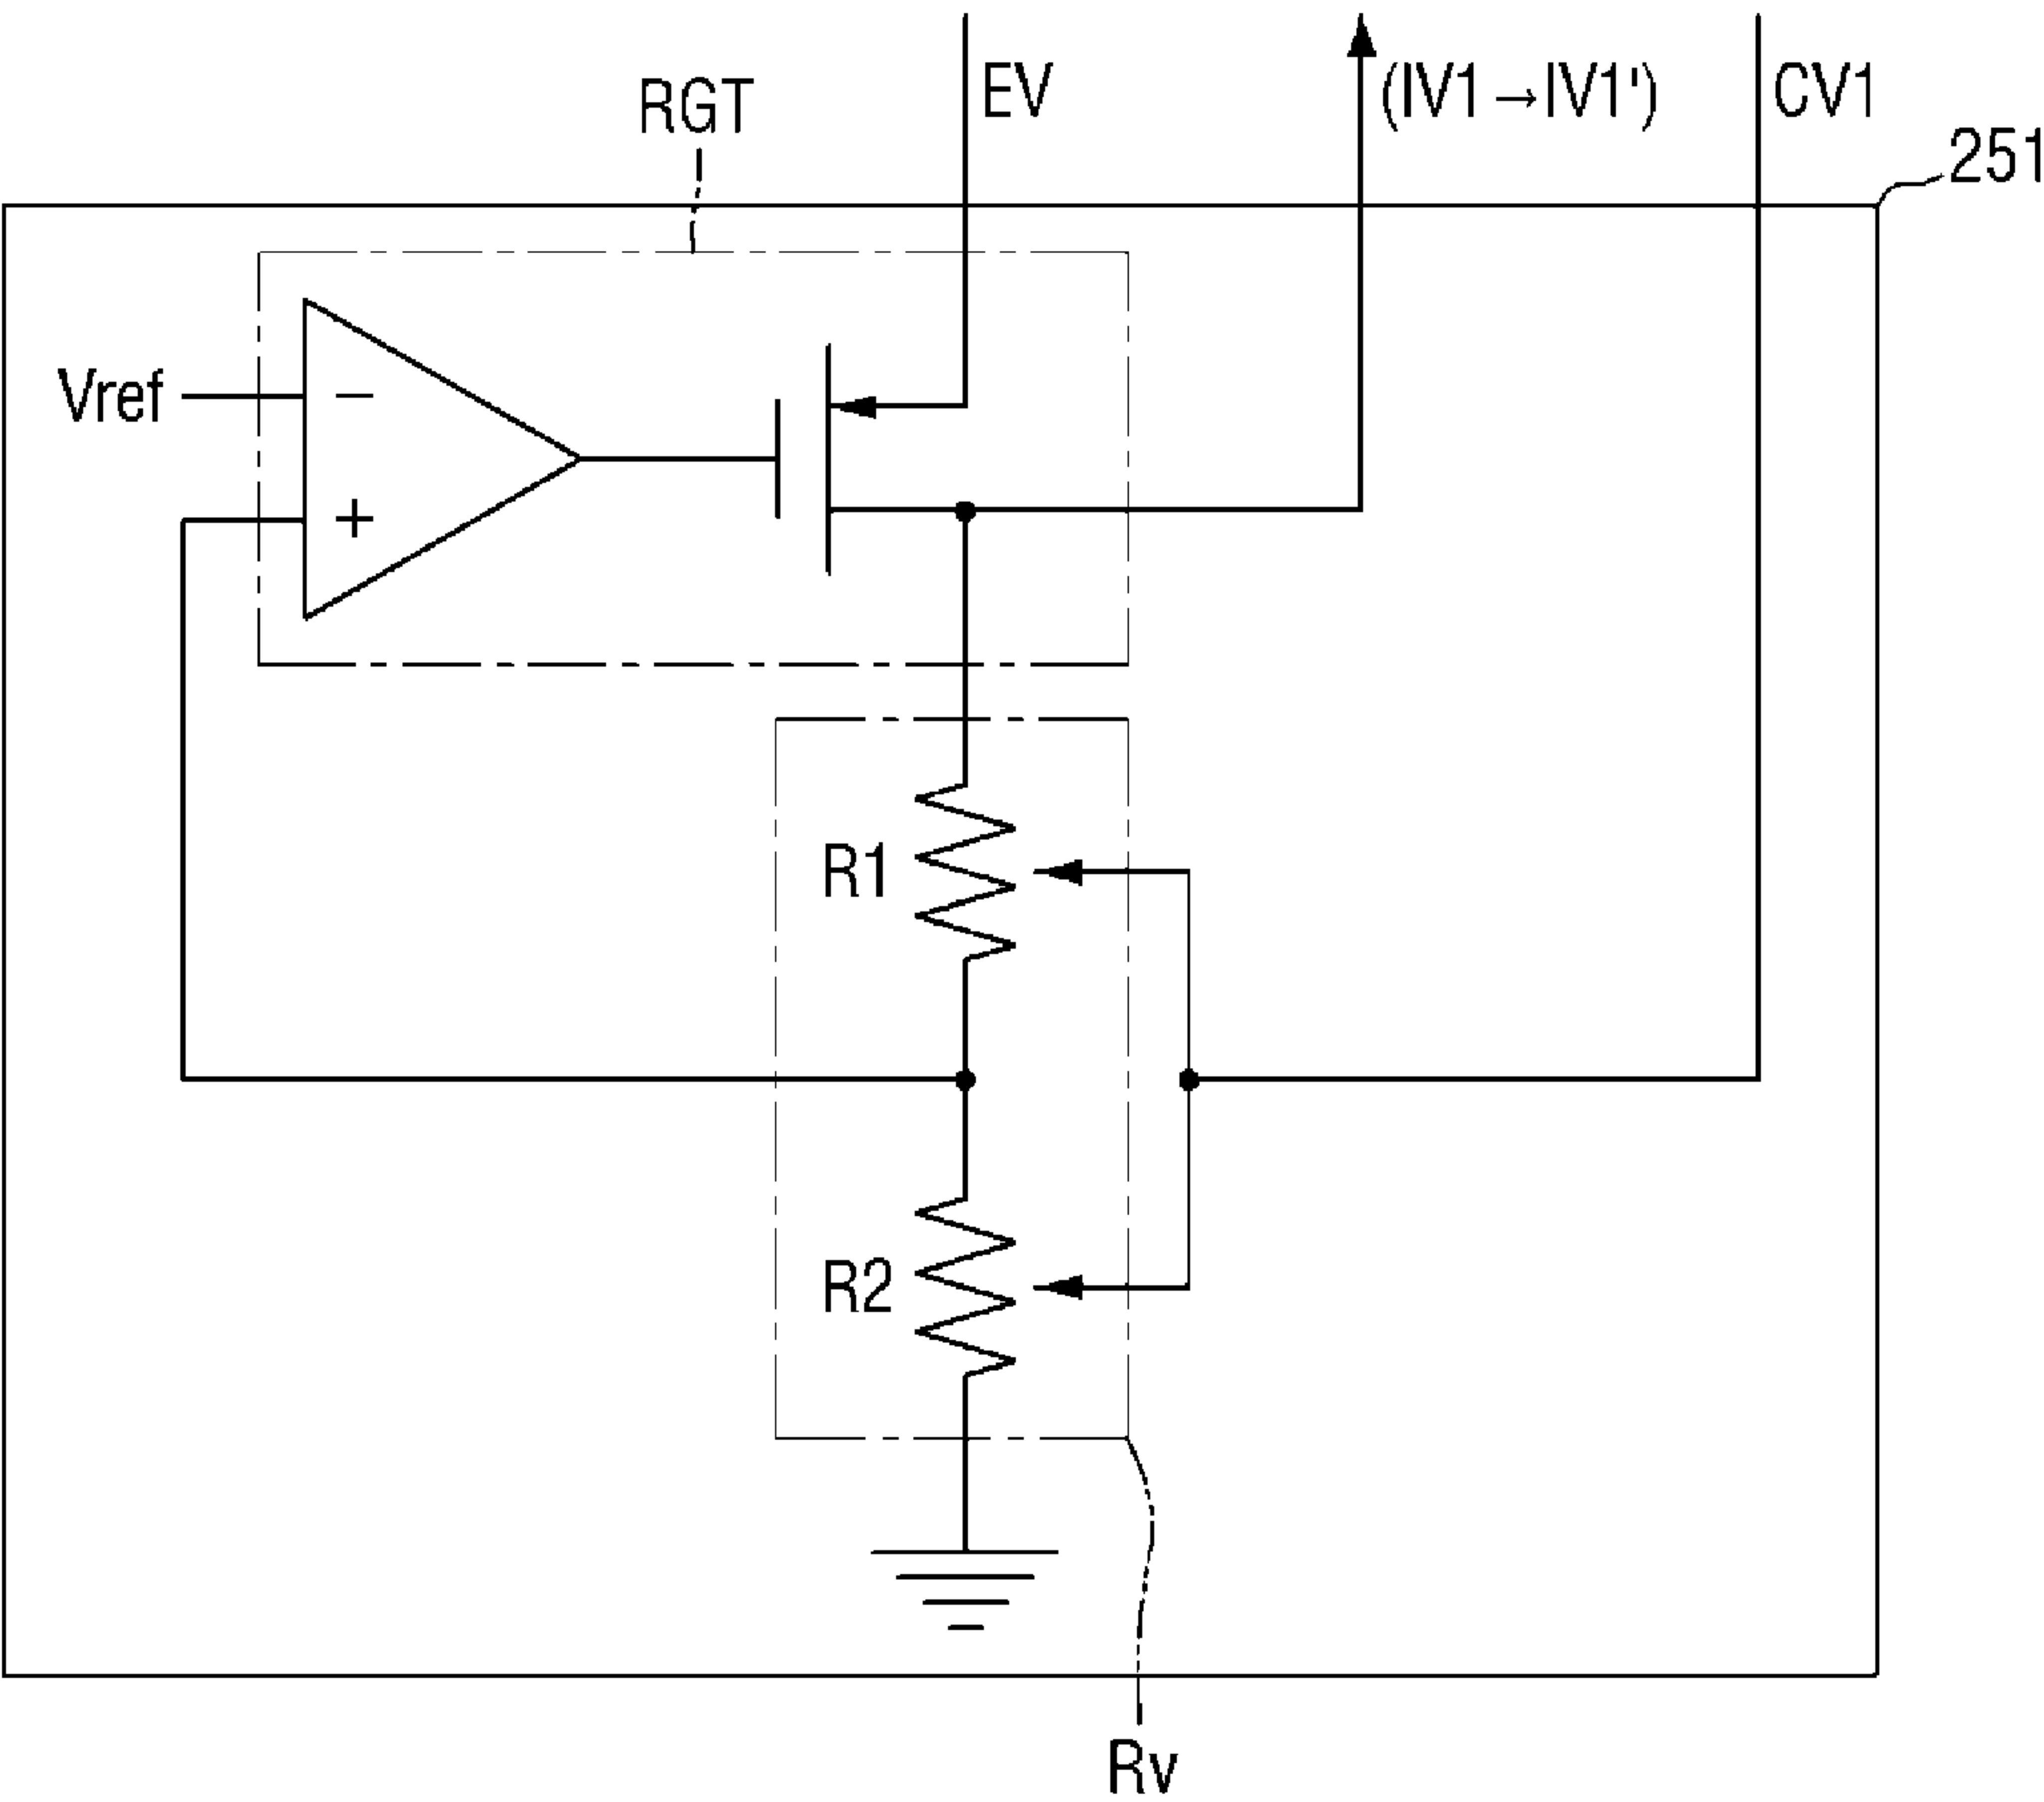 RGT
EV
(IV1→IV1')
CV1
251
Vref
−
+
R1
R2
Rv